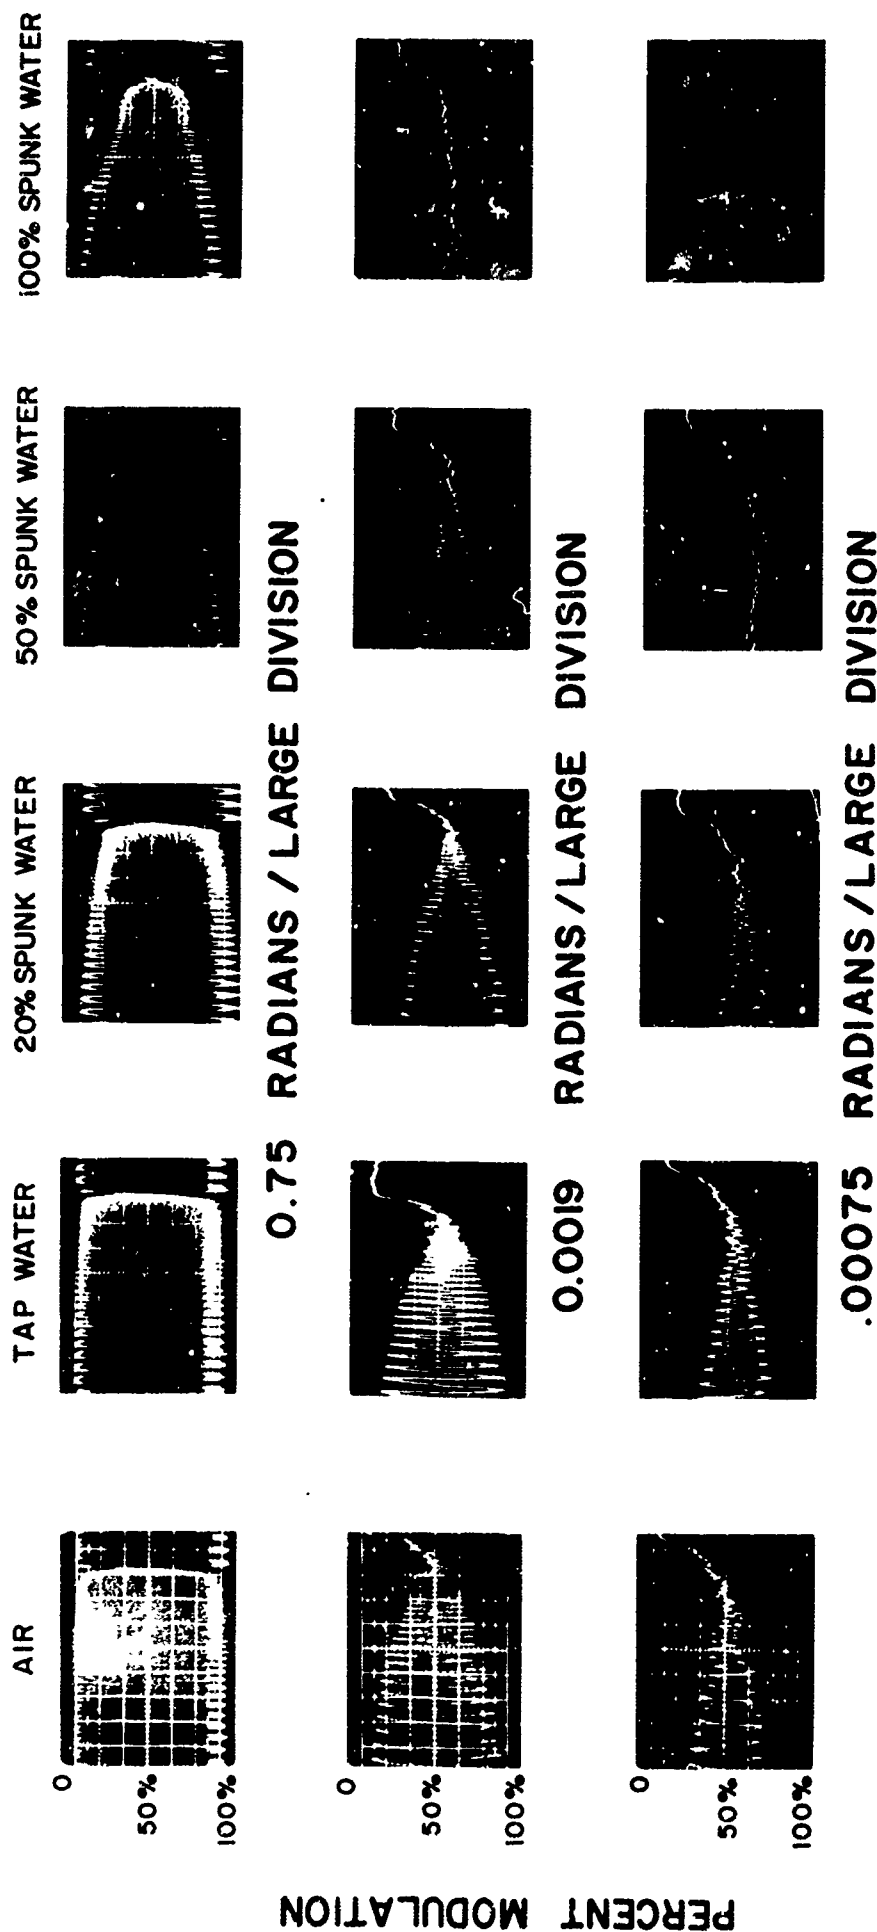 AIR
TAP WATER
20% SPUNK WATER
50% SPUNK WATER
100% SPUNK WATER
0
50%
100%
0.75 RADIANS / LARGE DIVISION
0
50%
100%
0.0019 RADIANS / LARGE DIVISION
0
50%
100%
.00075 RADIANS / LARGE DIVISION
PERCENT MODULATION